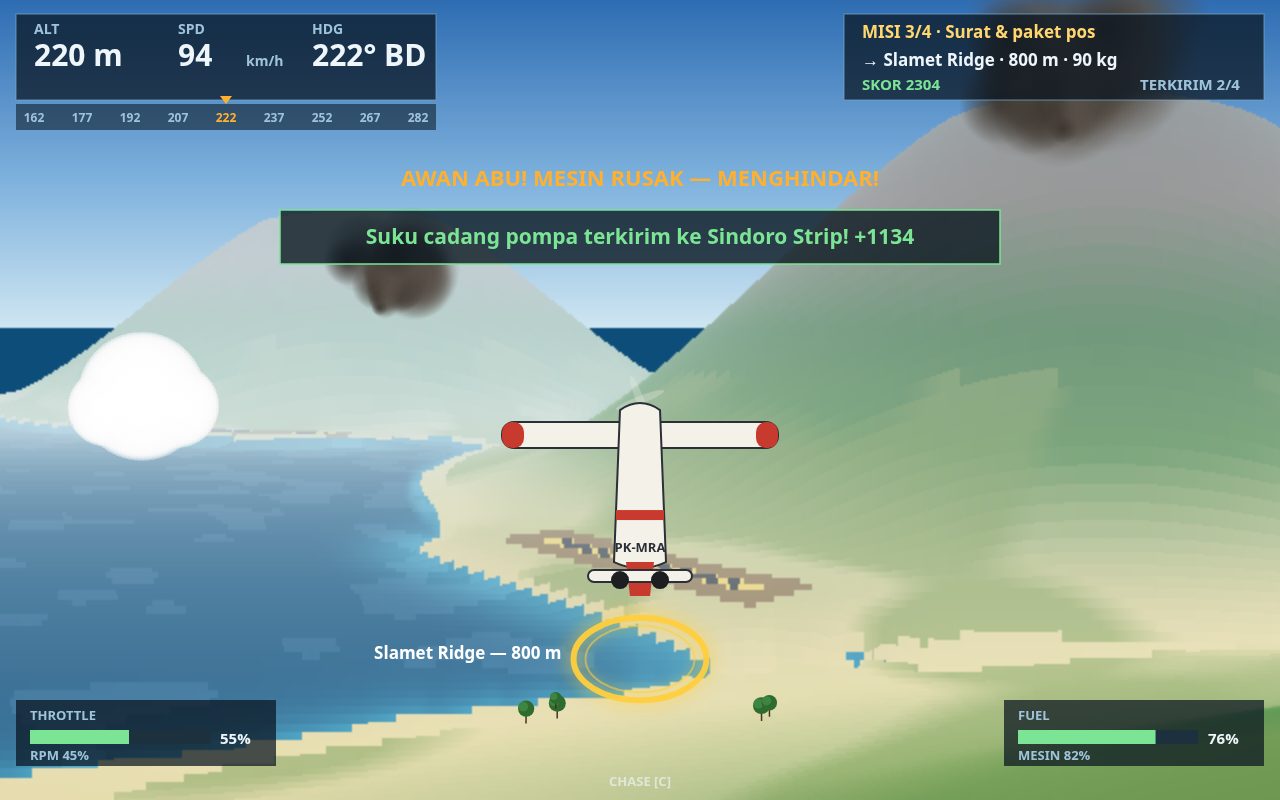 ALT SPD HDG
220 m 94 km/h 222° BD
162 177 192 207 222 237 252 267 282
MISI 3/4 · Surat & paket pos
→ Slamet Ridge · 800 m · 90 kg
SKOR 2304 TERKIRIM 2/4
AWAN ABU! MESIN RUSAK — MENGHINDAR!
Suku cadang pompa terkirim ke Sindoro Strip! +1134
PK-MRA
Slamet Ridge — 800 m
THROTTLE
55%
RPM 45%
FUEL
76%
MESIN 82%
CHASE [C]